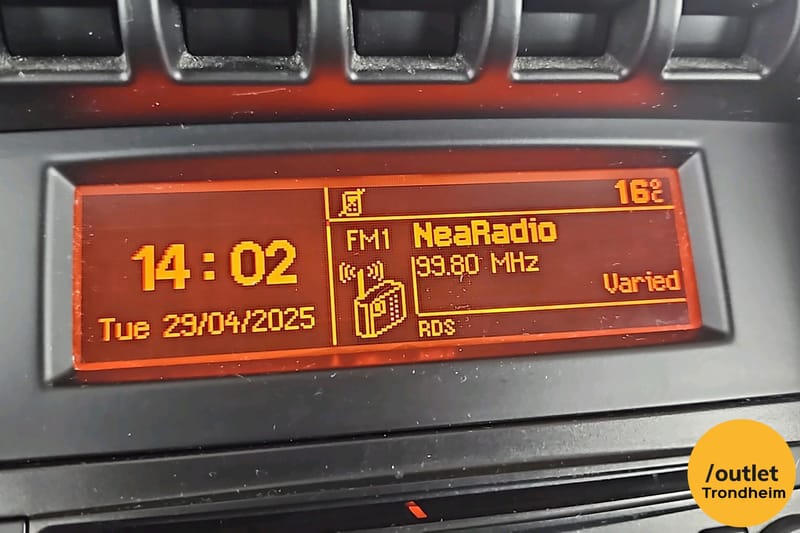 14:02
Tue 29/04/2025
16°C
FM1 NeaRadio
99.80 MHz
Varied
RDS
/outlet
Trondheim